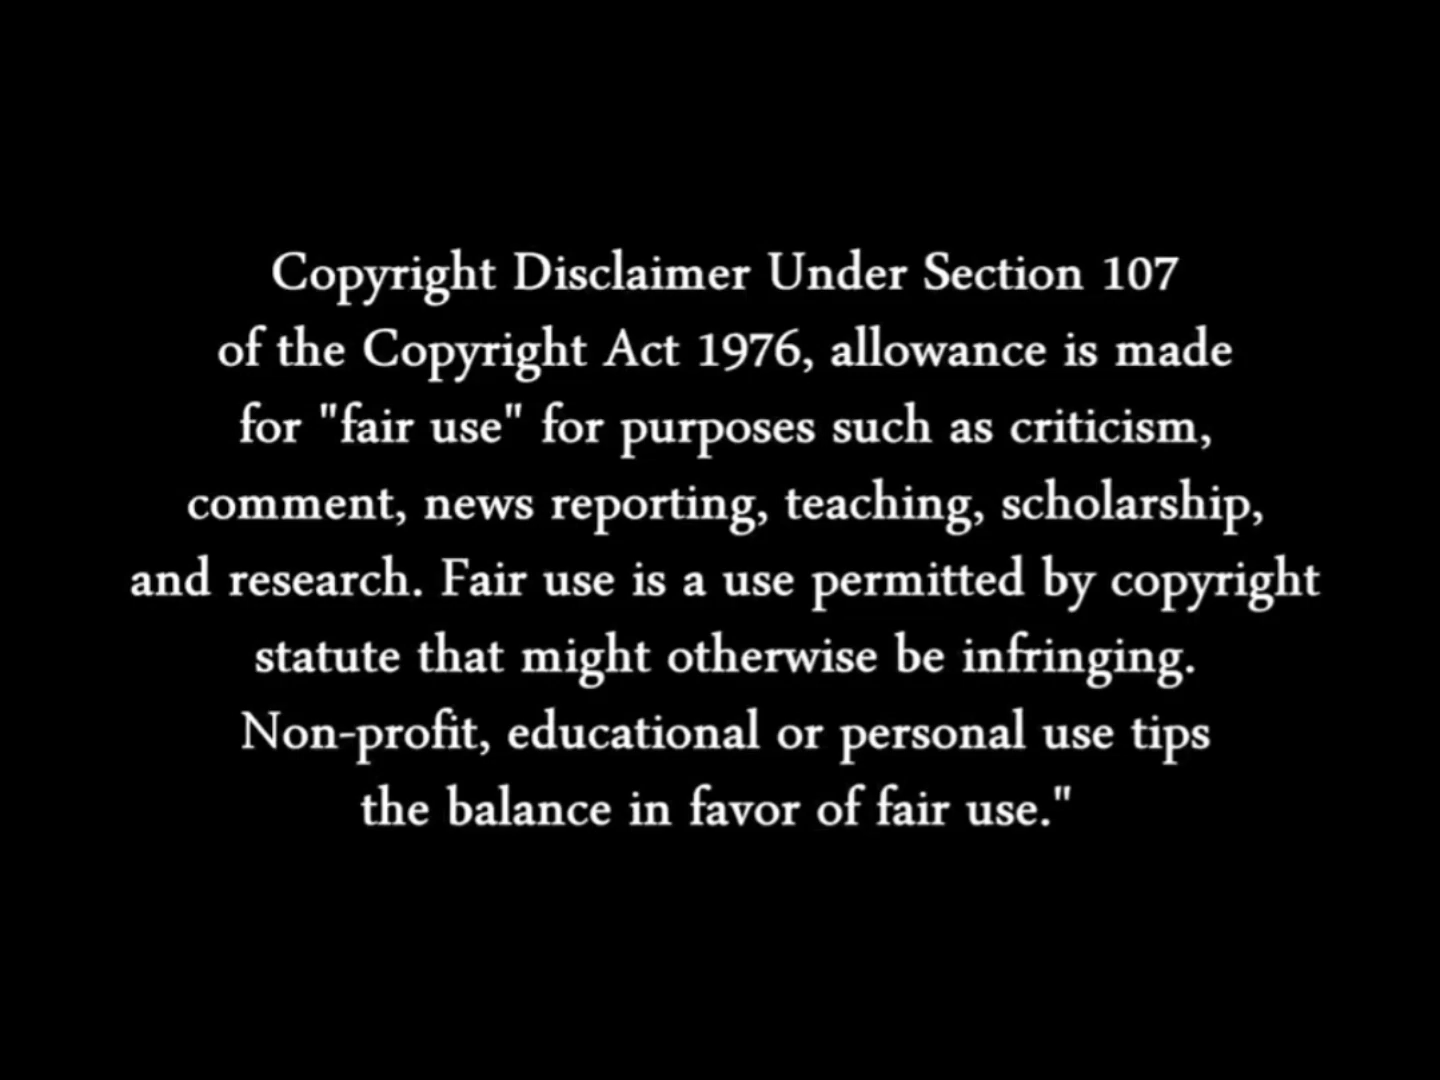 Copyright Disclaimer Under Section 107
of the Copyright Act 1976, allowance is made
for "fair use" for purposes such as criticism,
comment, news reporting, teaching, scholarship,
and research. Fair use is a use permitted by copyright
statute that might otherwise be infringing.
Non-profit, educational or personal use tips
the balance in favor of fair use."